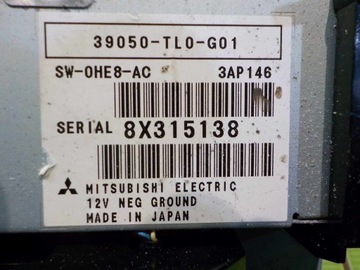 39050-TL0-G01
SW-0HE8-AC 3AP146
SERIAL 8X315138
MITSUBISHI ELECTRIC
12V NEG GROUND
MADE IN JAPAN